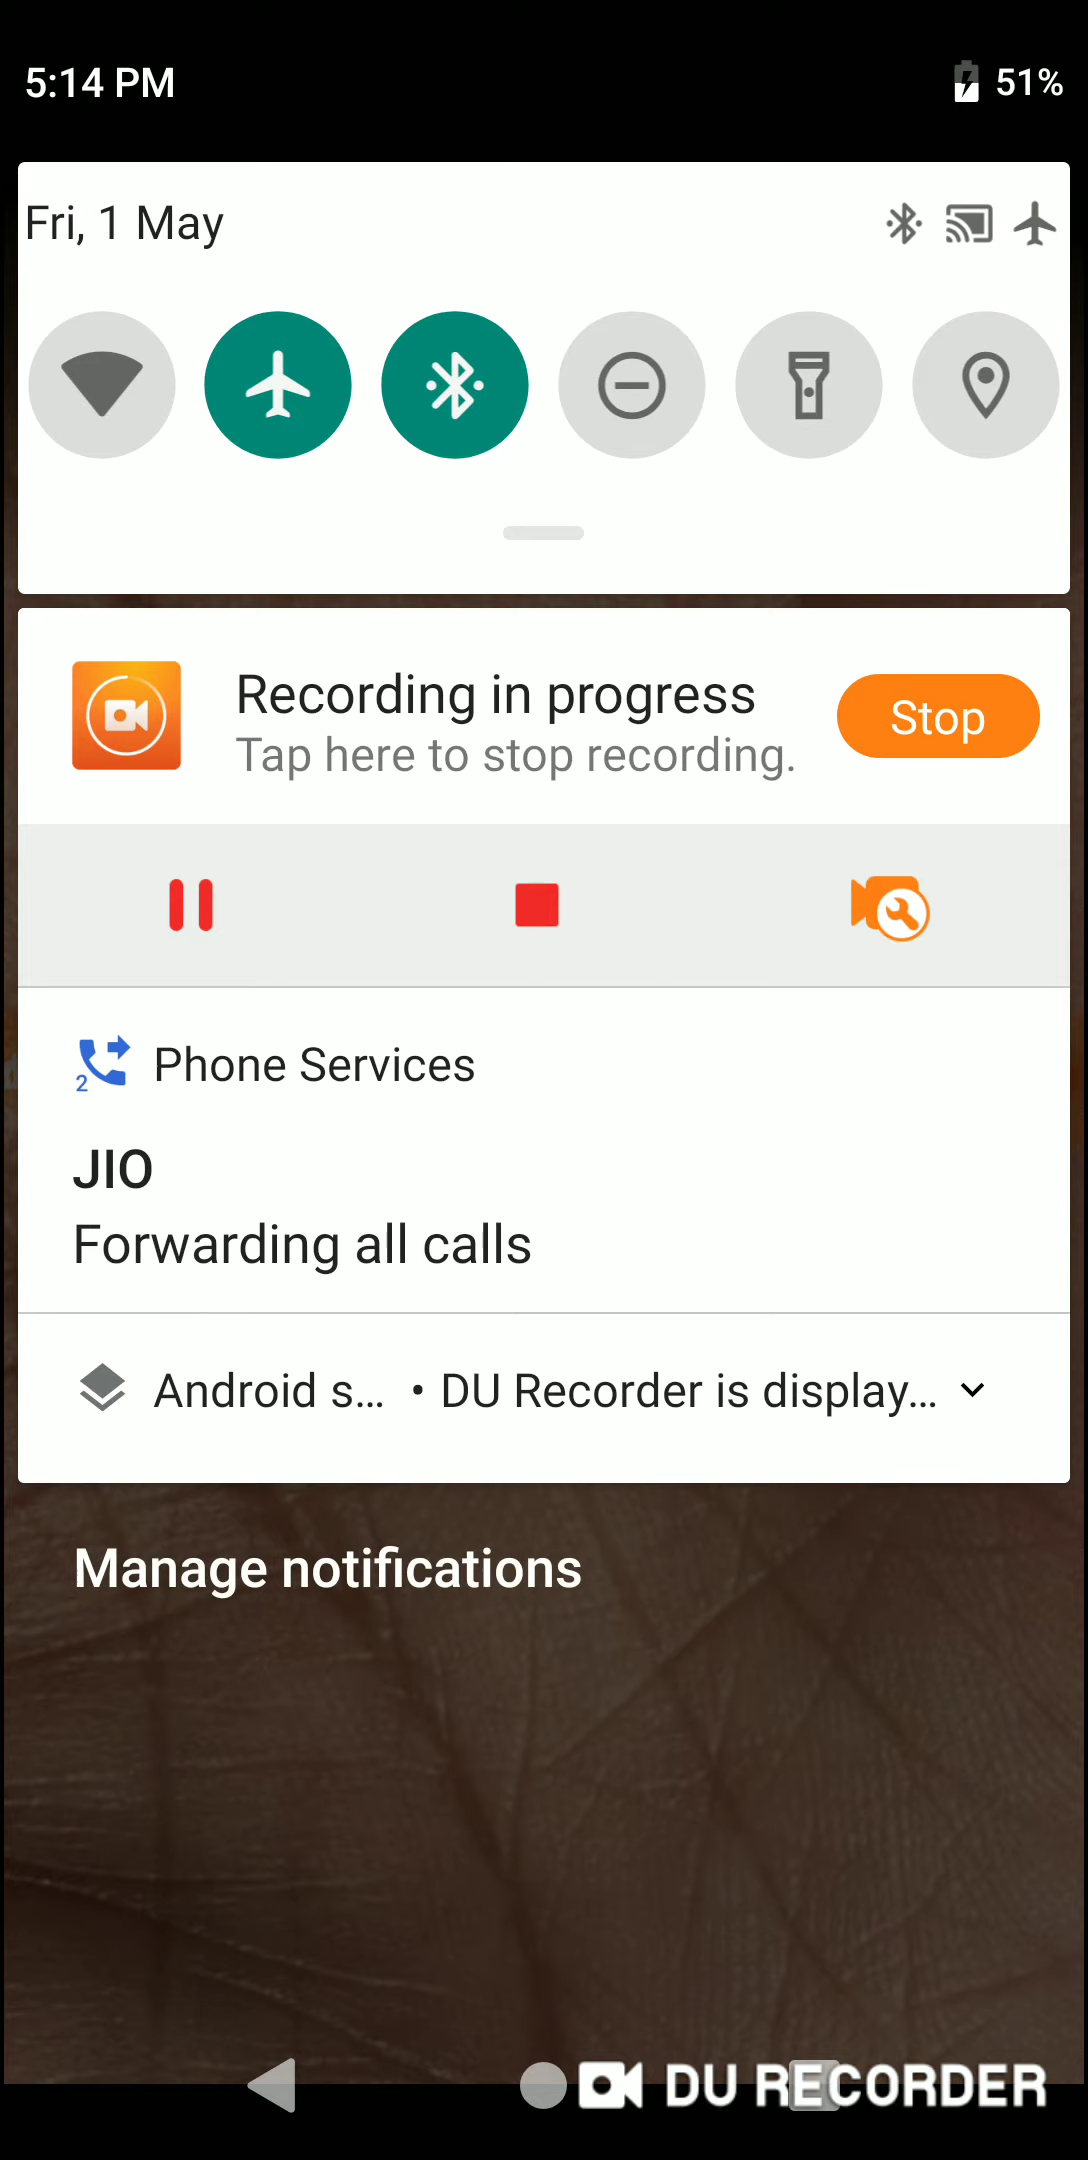 5:14 PM
51%
Fri, 1 May
Recording in progress
Tap here to stop recording.
Stop
2 Phone Services
JIO
Forwarding all calls
Android s... • DU Recorder is display...
Manage notifications
DU RECORDER